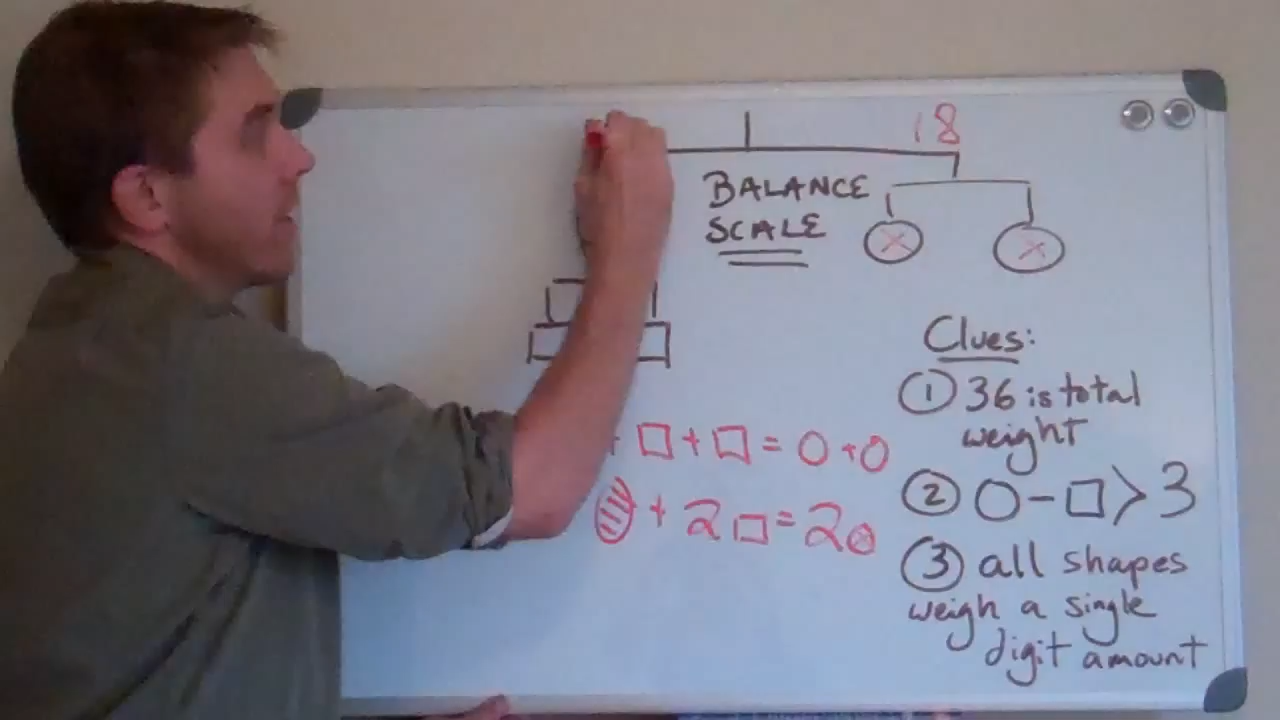 18
BALANCE
SCALE
Clues:
① 36 is total
weight
+ □ + □ = O + O
② O - □ > 3
+ 2□ = 2ⓧ
③ all shapes
weigh a single
digit amount